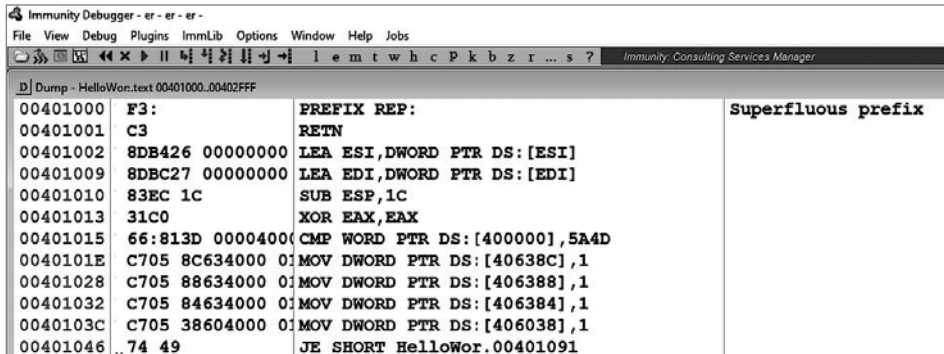 Immunity Debugger - er - er - er -
File View Debug Plugins ImmLib Options Window Help Jobs
l e m t w h c P k b z r ... s ? Immunity: Consulting Services Manager
D Dump - HelloWor:.text 00401000..00402FFF
00401000 F3: PREFIX REP: Superfluous prefix
00401001 C3 RETN
00401002 8DB426 00000000 LEA ESI,DWORD PTR DS:[ESI]
00401009 8DBC27 00000000 LEA EDI,DWORD PTR DS:[EDI]
00401010 83EC 1C SUB ESP,1C
00401013 31C0 XOR EAX,EAX
00401015 66:813D 00004000 CMP WORD PTR DS:[400000],5A4D
0040101E C705 8C634000 01 MOV DWORD PTR DS:[40638C],1
00401028 C705 88634000 01 MOV DWORD PTR DS:[406388],1
00401032 C705 84634000 01 MOV DWORD PTR DS:[406384],1
0040103C C705 38604000 01 MOV DWORD PTR DS:[406038],1
00401046 74 49 JE SHORT HelloWor.00401091